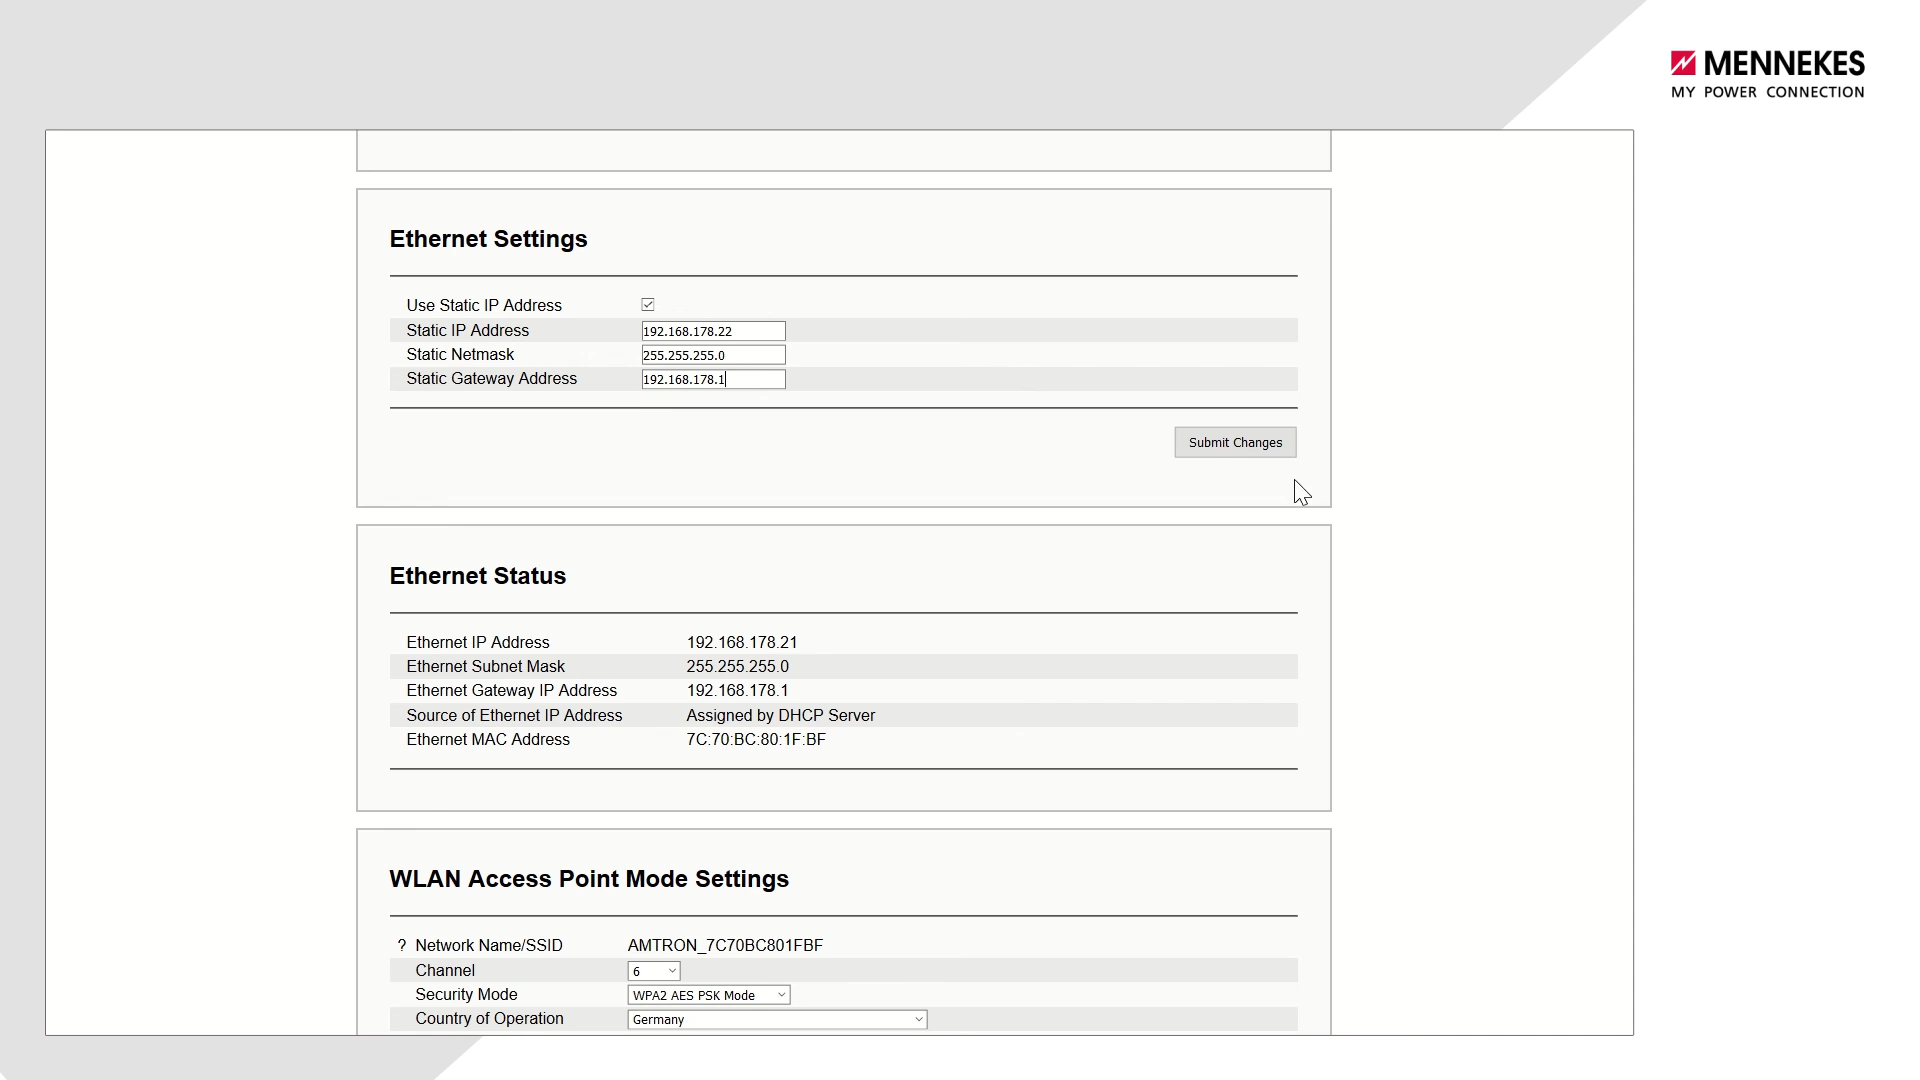 MENNEKES
MY POWER CONNECTION
Ethernet Settings
Use Static IP Address
Static IP Address 192.168.178.22
Static Netmask 255.255.255.0
Static Gateway Address 192.168.178.1
Submit Changes
Ethernet Status
Ethernet IP Address 192.168.178.21
Ethernet Subnet Mask 255.255.255.0
Ethernet Gateway IP Address 192.168.178.1
Source of Ethernet IP Address Assigned by DHCP Server
Ethernet MAC Address 7C:70:BC:80:1F:BF
WLAN Access Point Mode Settings
? Network Name/SSID AMTRON_7C70BC801FBF
Channel 6
Security Mode WPA2 AES PSK Mode
Country of Operation Germany